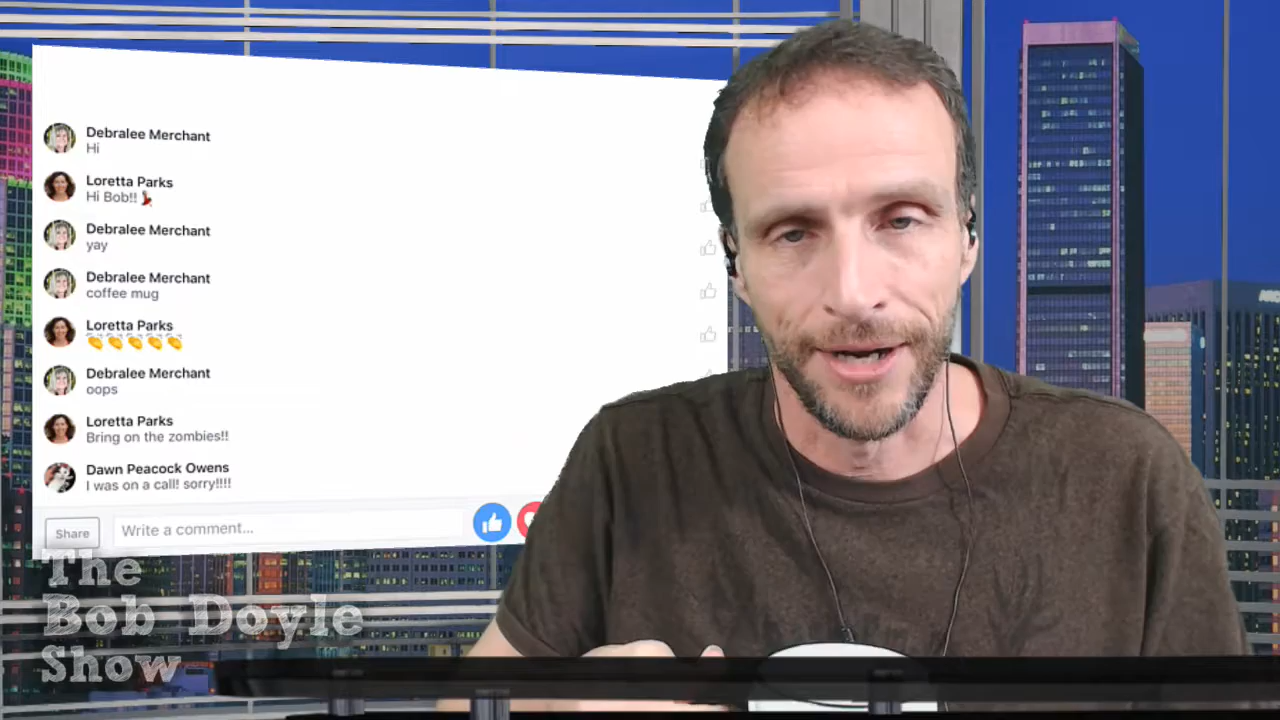 Debralee Merchant
Hi
Loretta Parks
Hi Bob!! 💃
Debralee Merchant
yay
Debralee Merchant
coffee mug
Loretta Parks
👏👏👏👏👏
Debralee Merchant
oops
Loretta Parks
Bring on the zombies!!
Dawn Peacock Owens
I was on a call! sorry!!!!
Share
Write a comment...
The
Bob Doyle
Show